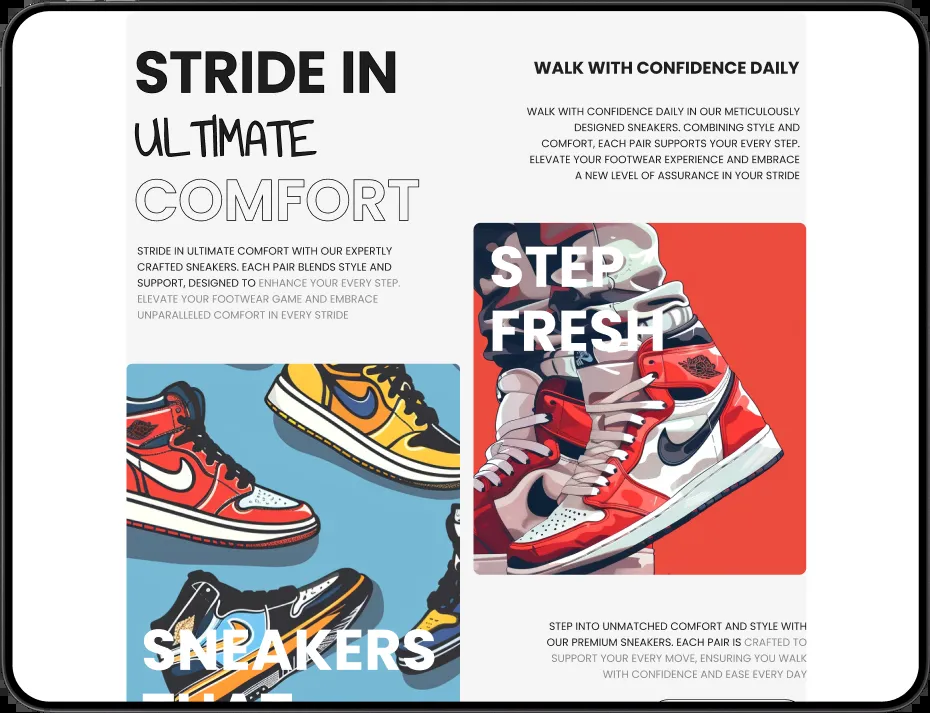 STRIDE IN
ULTIMATE
COMFORT
STRIDE IN ULTIMATE COMFORT WITH OUR EXPERTLY
CRAFTED SNEAKERS. EACH PAIR BLENDS STYLE AND
SUPPORT, DESIGNED TO ENHANCE YOUR EVERY STEP.
ELEVATE YOUR FOOTWEAR GAME AND EMBRACE
UNPARALLELED COMFORT IN EVERY STRIDE
SNEAKERS
THAT
WALK WITH CONFIDENCE DAILY
WALK WITH CONFIDENCE DAILY IN OUR METICULOUSLY
DESIGNED SNEAKERS. COMBINING STYLE AND
COMFORT, EACH PAIR SUPPORTS YOUR EVERY STEP.
ELEVATE YOUR FOOTWEAR EXPERIENCE AND EMBRACE
A NEW LEVEL OF ASSURANCE IN YOUR STRIDE
STEP
FRESH
STEP INTO UNMATCHED COMFORT AND STYLE WITH
OUR PREMIUM SNEAKERS. EACH PAIR IS CRAFTED TO
SUPPORT YOUR EVERY MOVE, ENSURING YOU WALK
WITH CONFIDENCE AND EASE EVERY DAY